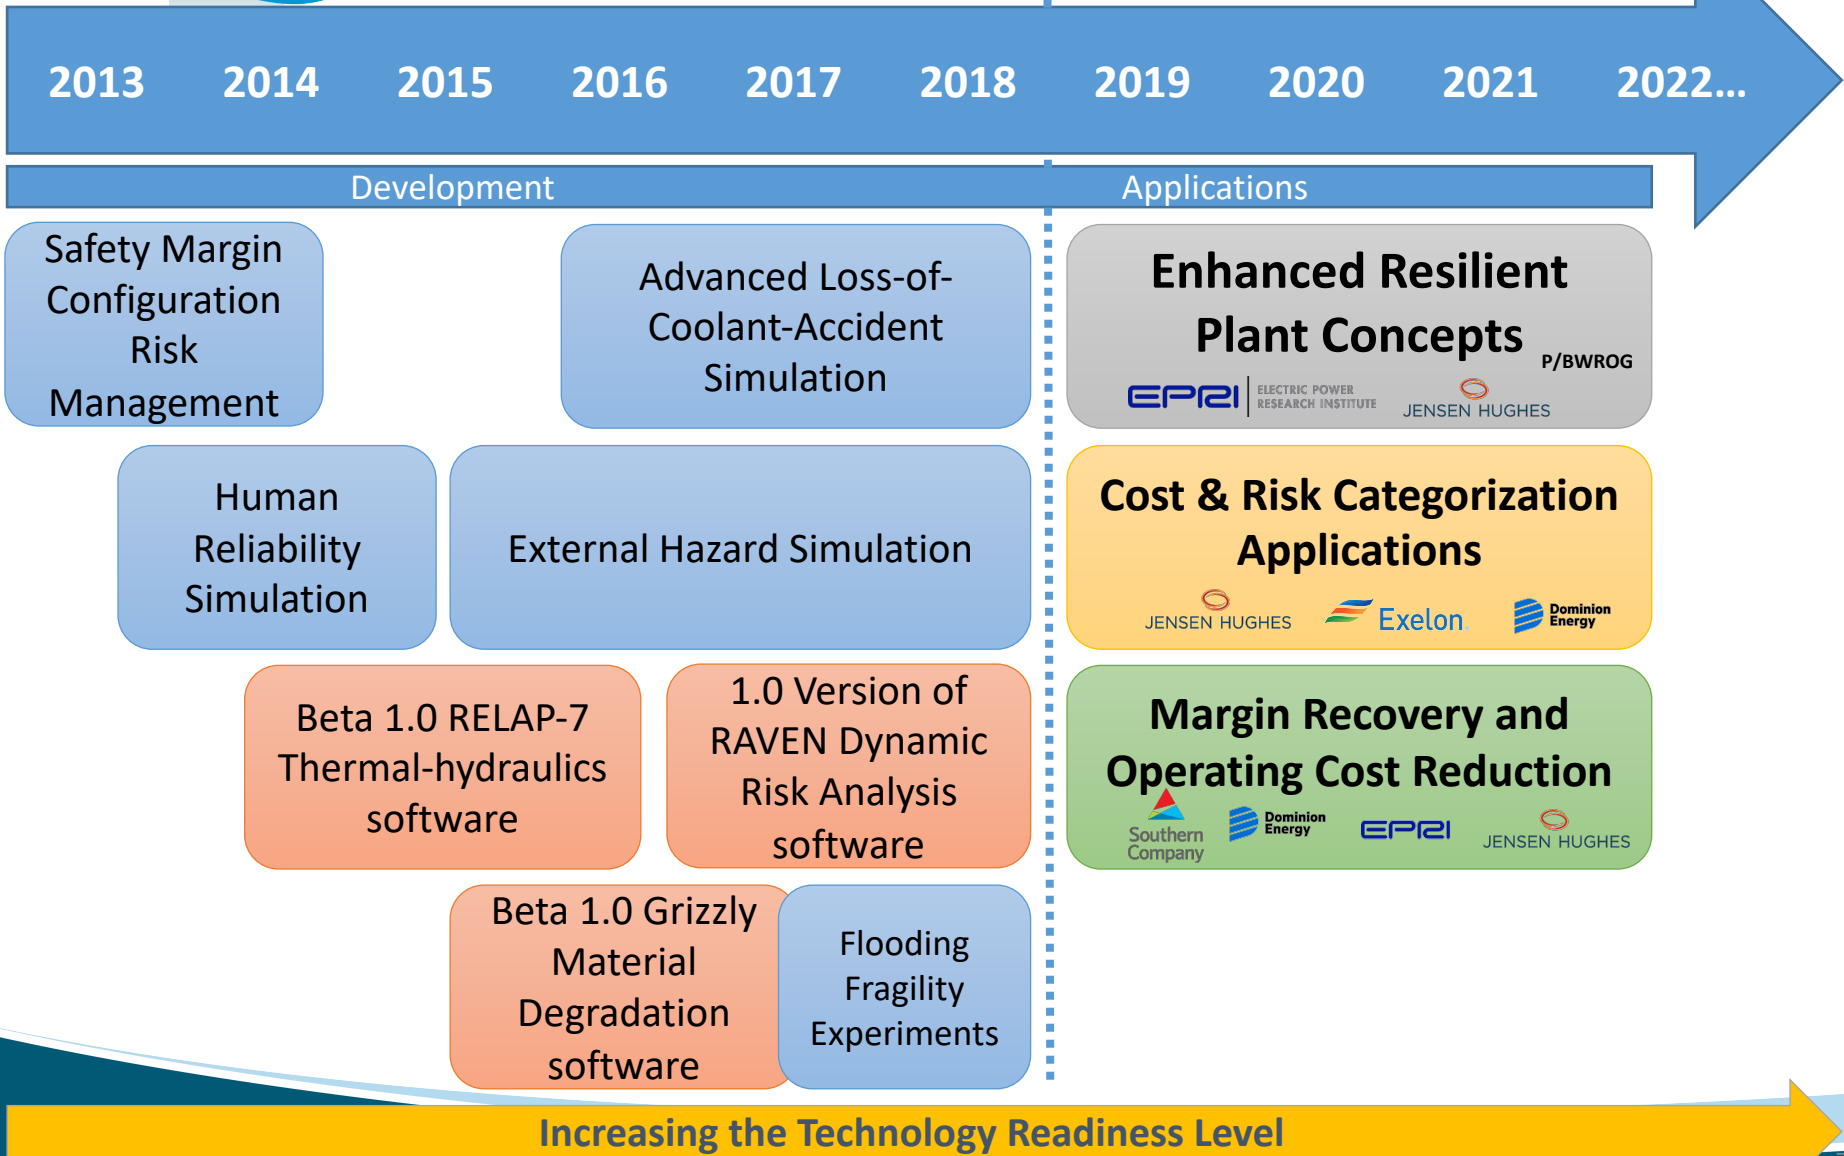 2013 2014 2015 2016 2017 2018 2019 2020 2021 2022...
Development
Applications
Safety Margin
Configuration
Risk
Management
Advanced Loss-of-
Coolant-Accident
Simulation
Enhanced Resilient
Plant Concepts
P/BWROG
EPRI
ELECTRIC POWER
RESEARCH INSTITUTE
JENSEN HUGHES
Human
Reliability
Simulation
External Hazard Simulation
Cost & Risk Categorization
Applications
JENSEN HUGHES
Exelon
Dominion
Energy
Beta 1.0 RELAP-7
Thermal-hydraulics
software
1.0 Version of
RAVEN Dynamic
Risk Analysis
software
Margin Recovery and
Operating Cost Reduction
Southern
Company
Dominion
Energy
EPRI
JENSEN HUGHES
Beta 1.0 Grizzly
Material
Degradation
software
Flooding
Fragility
Experiments
Increasing the Technology Readiness Level